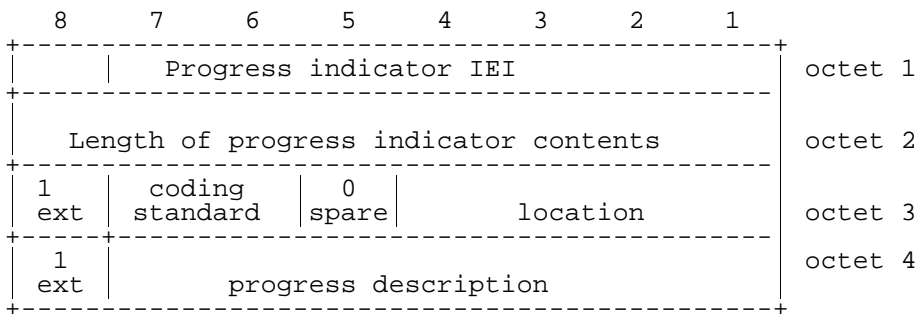 8 7 6 5 4 3 2 1
Progress indicator IEI octet 1
Length of progress indicator contents octet 2
1 coding 0
ext standard spare location octet 3
1 octet 4
ext progress description